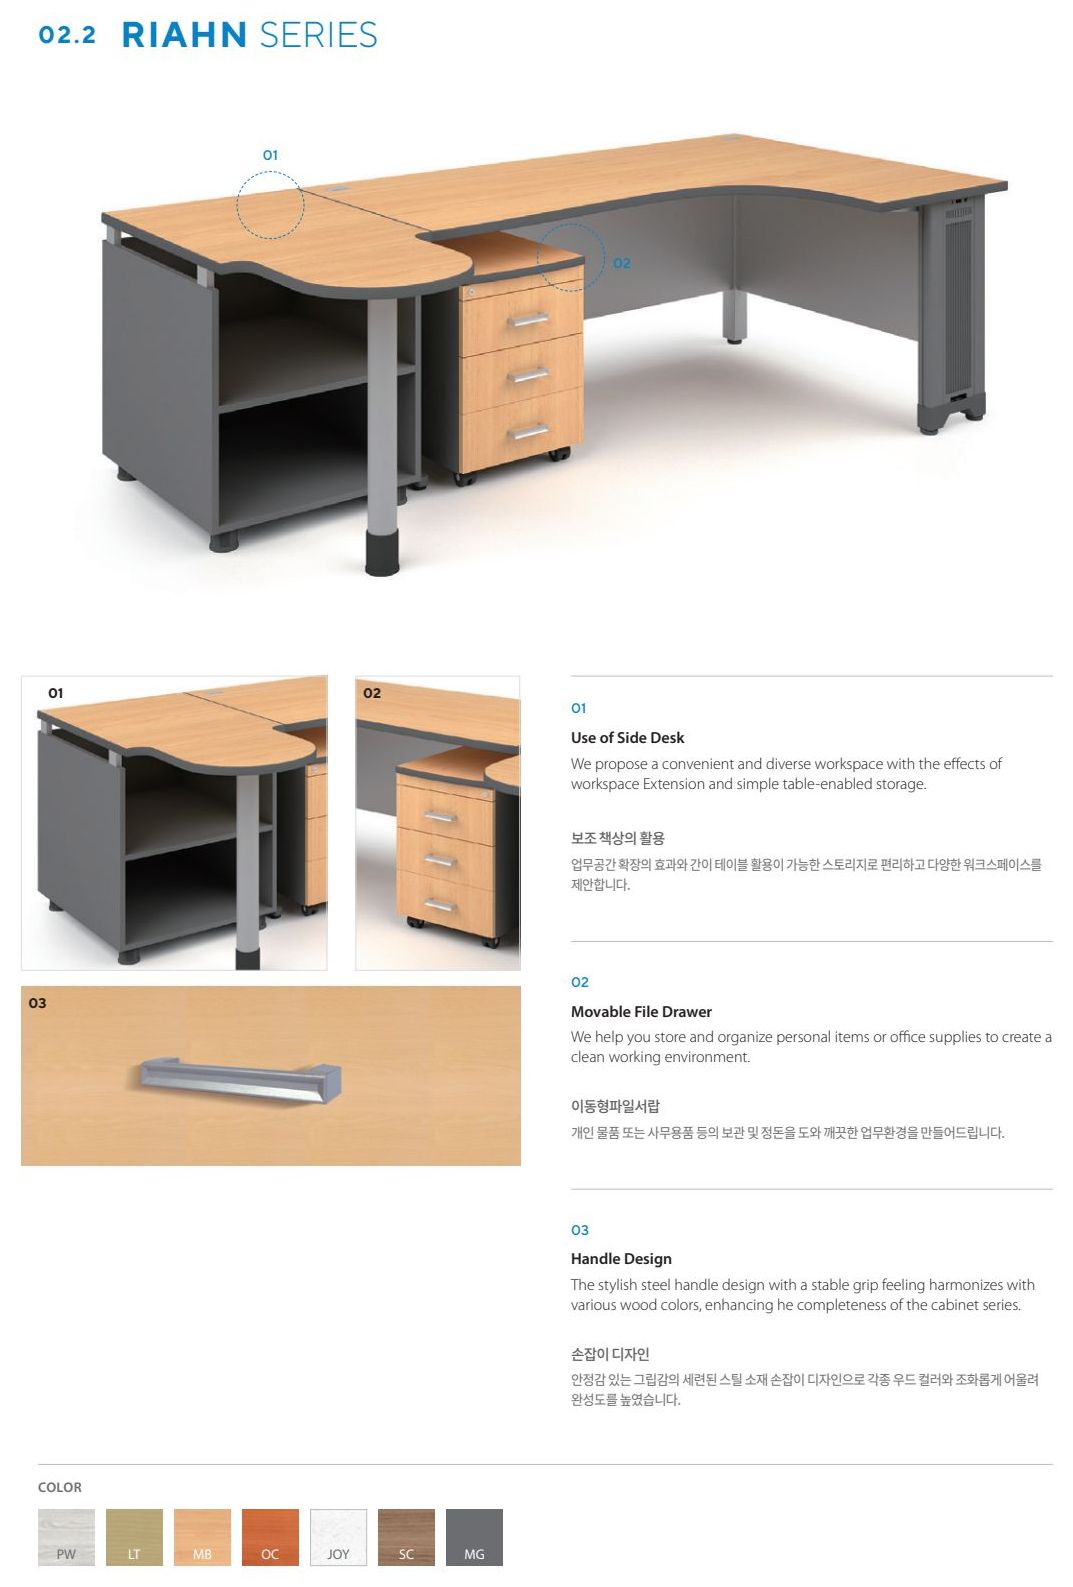 02.2 RIAHN SERIES
01
02
01
02
03
01
Use of Side Desk
We propose a convenient and diverse workspace with the effects of
workspace Extension and simple table-enabled storage.
보조 책상의 활용
업무공간 확장의 효과와 간이 테이블 활용이 가능한 스토리지로 편리하고 다양한 워크스페이스를
제안합니다.
02
Movable File Drawer
We help you store and organize personal items or office supplies to create a
clean working environment.
이동형파일서랍
개인 물품 또는 사무용품 등의 보관 및 정돈을 도와 깨끗한 업무환경을 만들어드립니다.
03
Handle Design
The stylish steel handle design with a stable grip feeling harmonizes with
various wood colors, enhancing he completeness of the cabinet series.
손잡이 디자인
안정감 있는 그립감의 세련된 스틸 소재 손잡이 디자인으로 각종 우드 컬러와 조화롭게 어울려
완성도를 높였습니다.
COLOR
PW LT MB OC JOY SC MG